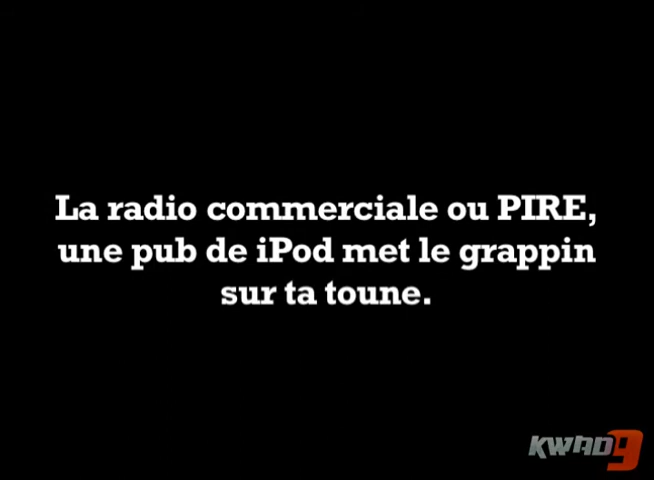 La radio commerciale ou PIRE,
une pub de iPod met le grappin
sur ta toune.
KWAD9